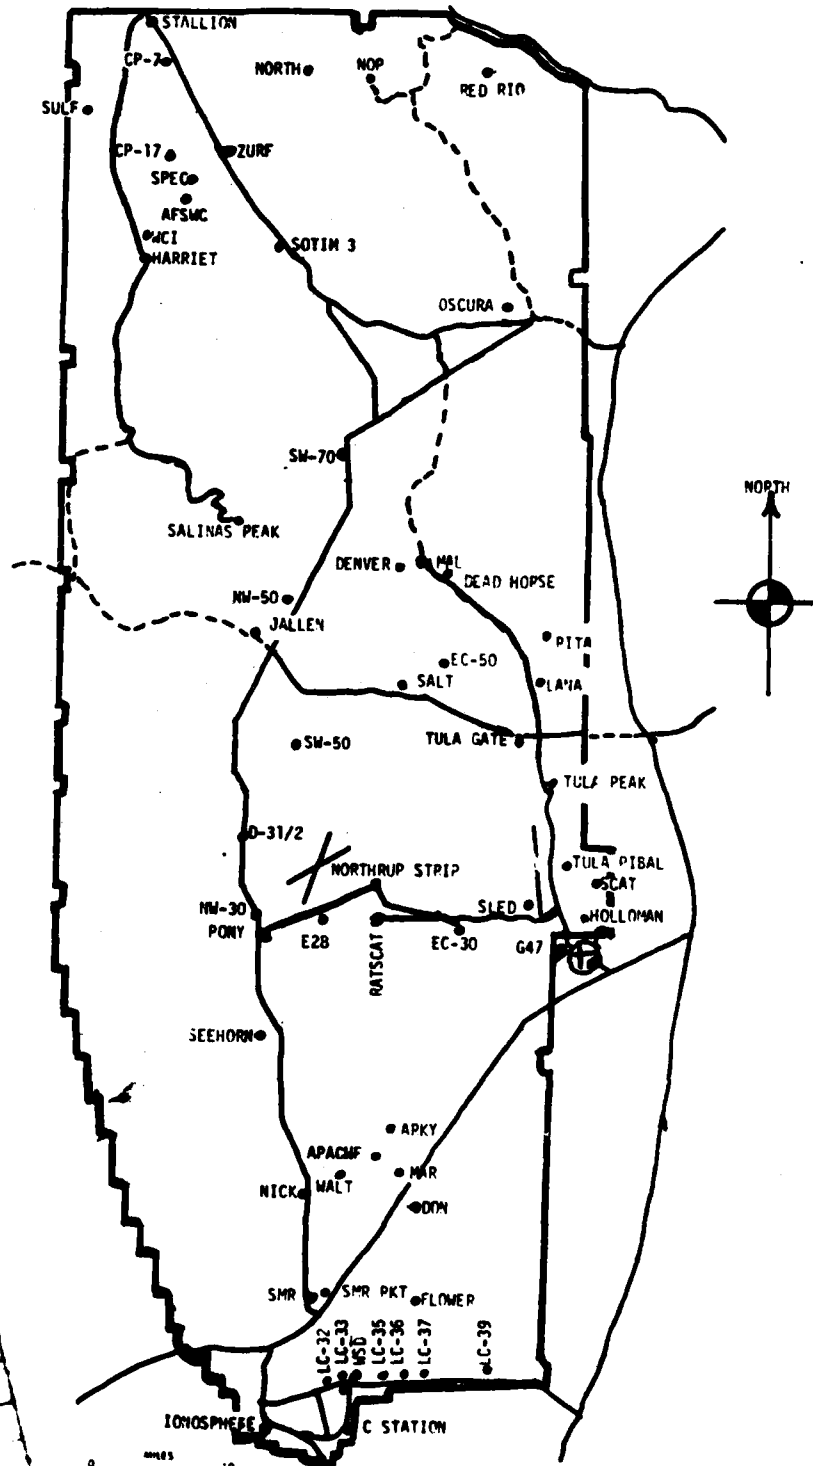 STALLION
CP-7
NORTH
NOP
RED RIO
SULF
CP-17
ZURF
SPEC
AFSWC
WCI
HARRIET
SOTIM 3
OSCURA
SW-70
NORTH
SALINAS PEAK
DENVER
MAL
DEAD HORSE
NW-50
JALLEN
PITA
EC-50
SALT
LANA
SW-50
TULA GATE
TULA PEAK
D-31/2
NORTHRUP STRIP
TULA PIBAL
SCAT
NW-30
SLED
HOLLOMAN
PONY
E28
RATSCAT
EC-30
G47
SEEHORN
ARKY
APACHE
MAR
NICK
WALT
DON
SMR
SMR PKT
FLOWER
LC-32
LC-33
WSD
LC-35
LC-36
LC-37
LC-39
IONOSPHERE
C STATION
MILES
0
10